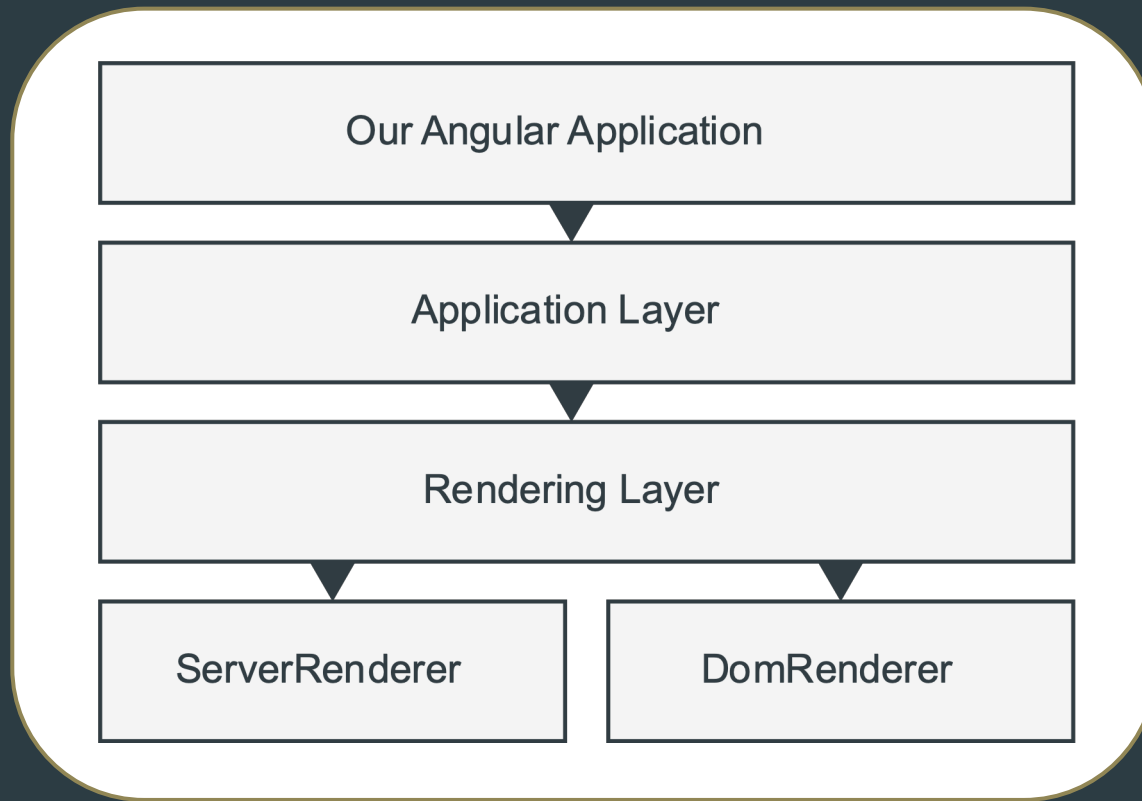 Our Angular Application
Application Layer
Rendering Layer
ServerRenderer
DomRenderer